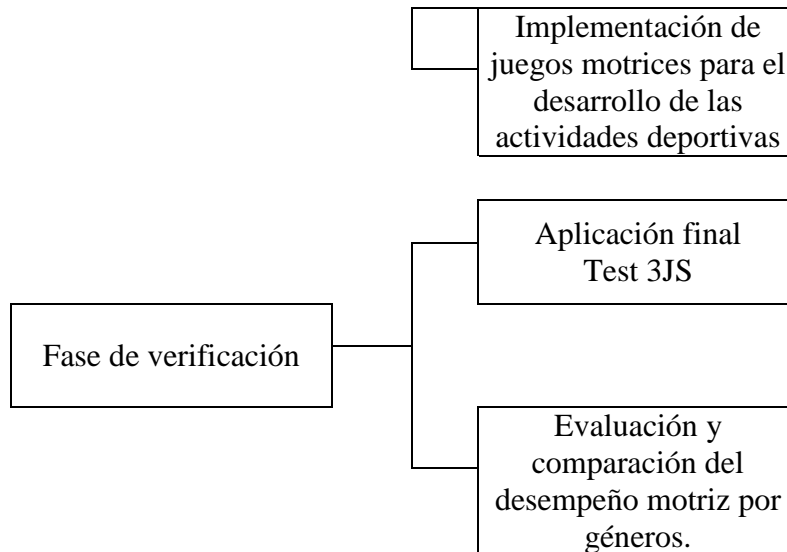 Implementación de
juegos motrices para el
desarrollo de las
actividades deportivas
Aplicación final
Test 3JS
Fase de verificación
Evaluación y
comparación del
desempeño motriz por
géneros.